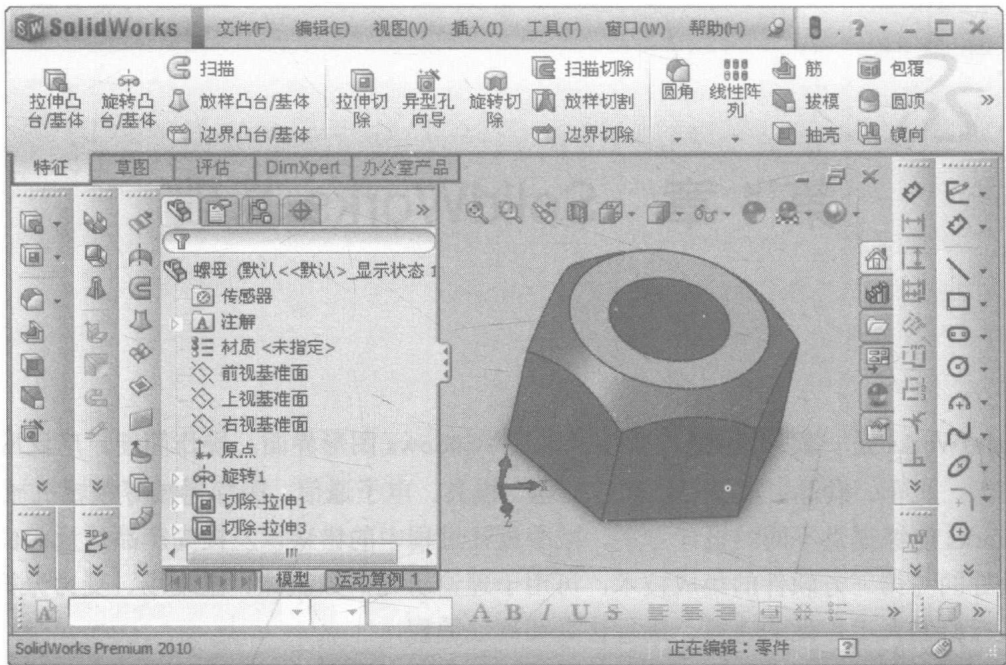 SolidWorks 文件(F) 编辑(E) 视图(V) 插入(I) 工具(T) 窗口(W) 帮助(H)
拉伸凸台/基体
旋转凸台/基体
扫描
放样凸台/基体
边界凸台/基体
拉伸切除
异型孔向导
旋转切除
扫描切除
放样切割
边界切除
圆角
线性阵列
筋
拔模
抽壳
包覆
圆顶
镜向
特征 草图 评估 DimXpert 办公室产品
螺母 (默认<<默认>_显示状态 1
传感器
注解
材质 <未指定>
前视基准面
上视基准面
右视基准面
原点
旋转1
切除-拉伸1
切除-拉伸3
模型 运动算例 1
A B I U S
SolidWorks Premium 2010 正在编辑：零件